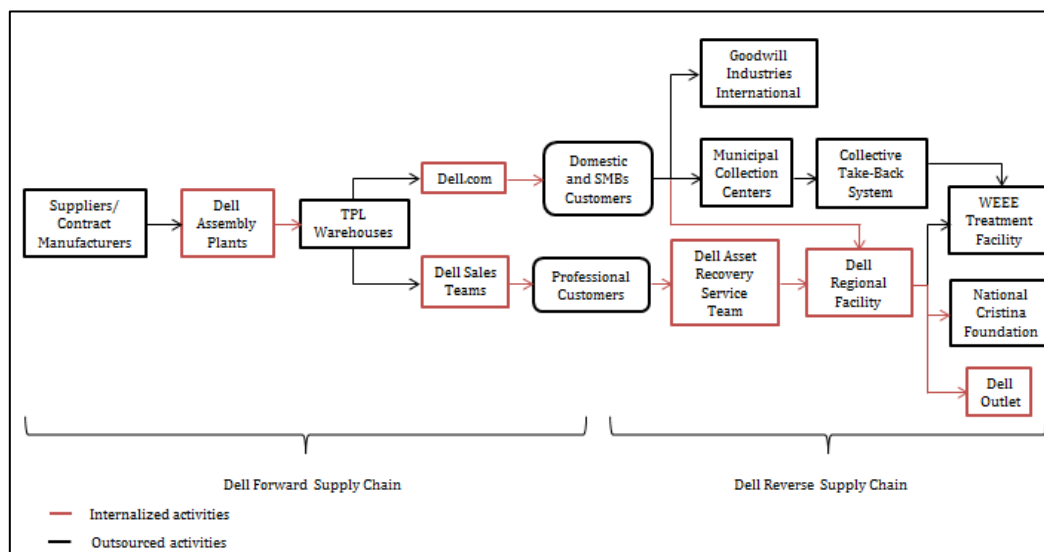 Goodwill
Industries
International
Suppliers/
Contract
Manufacturers
Dell
Assembly
Plants
TPL
Warehouses
Dell.com
Dell Sales
Teams
Domestic
and SMBs
Customers
Professional
Customers
Municipal
Collection
Centers
Collective
Take-Back
System
WEEE
Treatment
Facility
Dell Asset
Recovery
Service
Team
Dell
Regional
Facility
National
Cristina
Foundation
Dell
Outlet
Dell Forward Supply Chain
Dell Reverse Supply Chain
Internalized activities
Outsourced activities